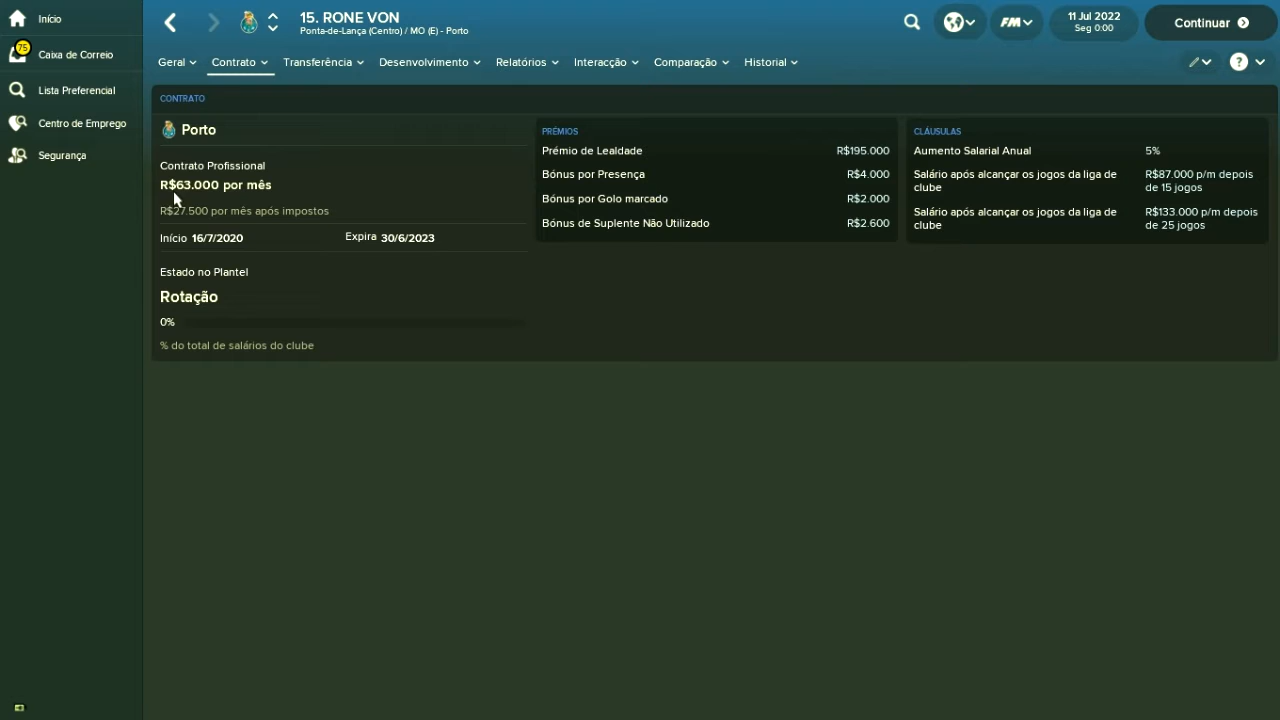 Início
75
Caixa de Correio
Lista Preferencial
Centro de Emprego
Segurança
15. RONE VON
Ponta-de-Lança (Centro) / MO (E) - Porto
FM
11 Jul 2022
Seg 0:00
Continuar
Geral
Contrato
Transferência
Desenvolvimento
Relatórios
Interacção
Comparação
Historial
?
CONTRATO
Porto
Contrato Profissional
R$63.000 por mês
R$27.500 por mês após impostos
Início 16/7/2020
Expira 30/6/2023
Estado no Plantel
Rotação
0%
% do total de salários do clube
PRÉMIOS
Prémio de Lealdade R$195.000
Bónus por Presença R$4.000
Bónus por Golo marcado R$2.000
Bónus de Suplente Não Utilizado R$2.600
CLÁUSULAS
Aumento Salarial Anual 5%
Salário após alcançar os jogos da liga de R$87.000 p/m depois
clube de 15 jogos
Salário após alcançar os jogos da liga de R$133.000 p/m depois
clube de 25 jogos